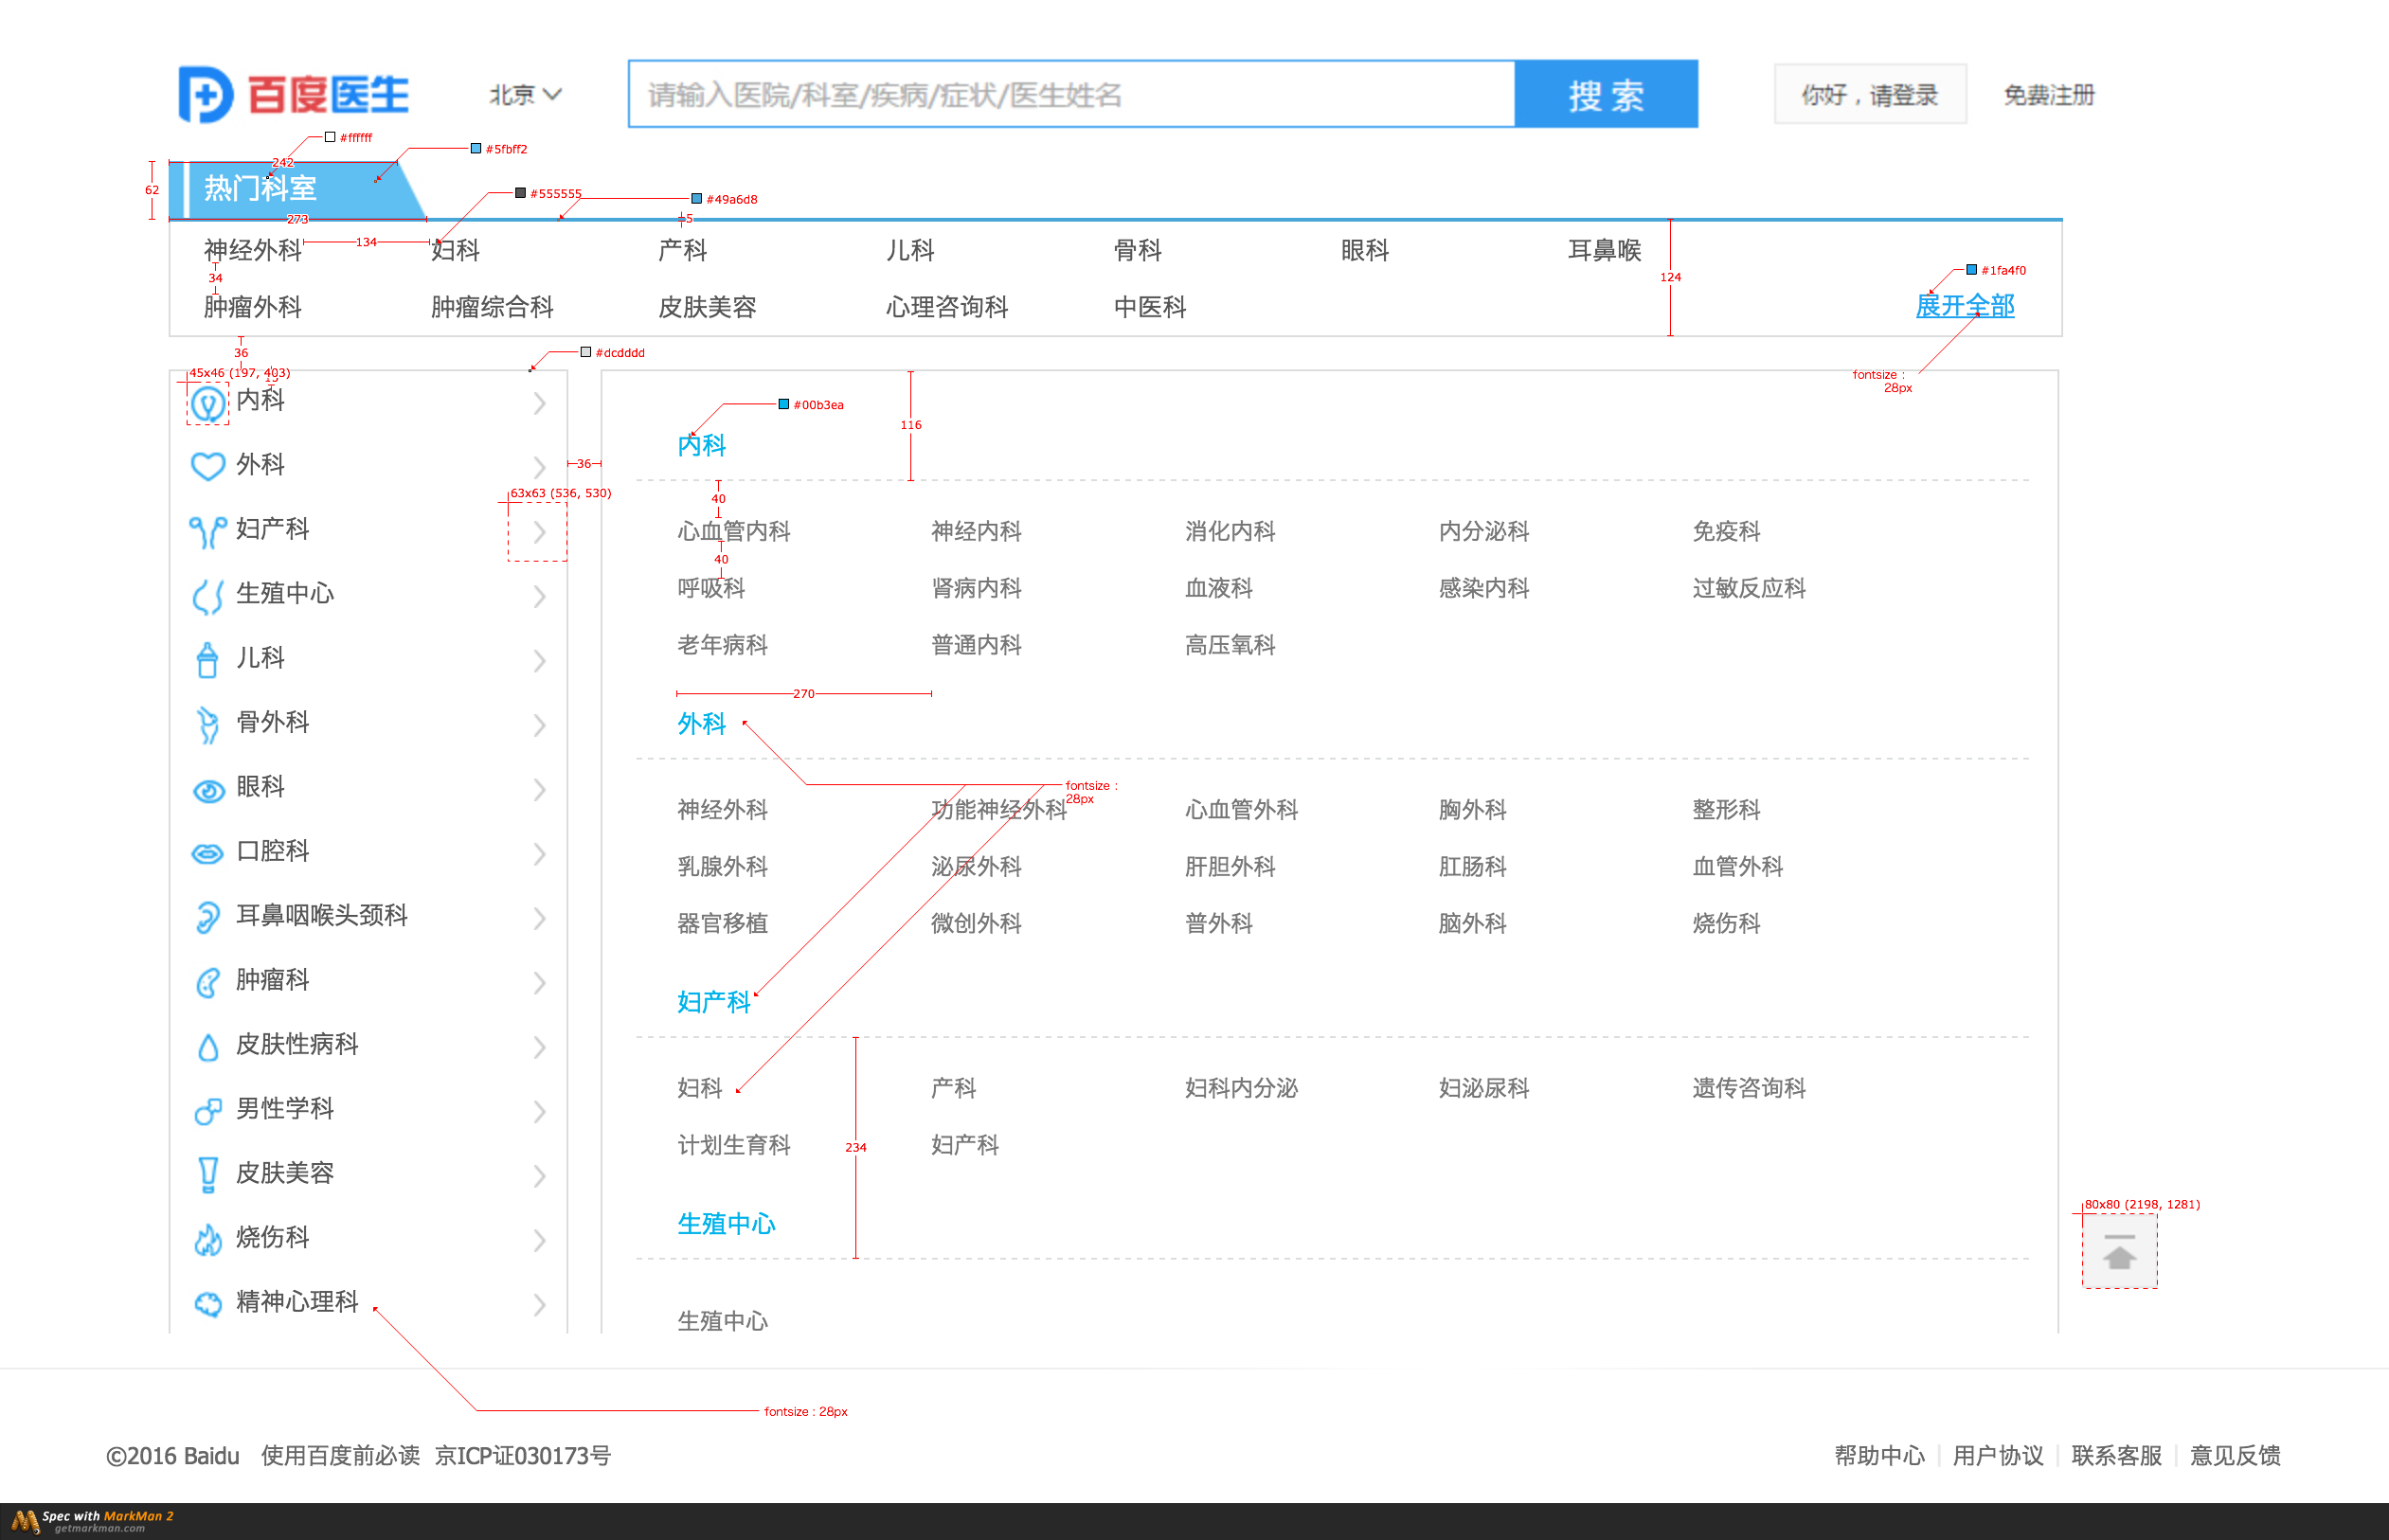 百度医生 北京 请输入医院/科室/疾病/症状/医生姓名 搜 索 你好，请登录 免费注册
#ffffff
#5fbff2
242
62
热门科室
#555555
#49a6d8
273
5
神经外科 134 妇科 产科 儿科 骨科 眼科 耳鼻喉
34
124
#1fa4f0
肿瘤外科 肿瘤综合科 皮肤美容 心理咨询科 中医科 展开全部
36
#dcdddd
fontsize :
28px
45x46 (197, 403)
内科
外科
妇产科
生殖中心
儿科
骨外科
眼科
口腔科
耳鼻咽喉头颈科
肿瘤科
皮肤性病科
男性学科
皮肤美容
烧伤科
精神心理科
36
63x63 (536, 530)
#00b3ea
116
内科
40
心血管内科 神经内科 消化内科 内分泌科 免疫科
40
呼吸科 肾病内科 血液科 感染内科 过敏反应科
老年病科 普通内科 高压氧科
270
外科
fontsize :
28px
神经外科 功能神经外科 心血管外科 胸外科 整形科
乳腺外科 泌尿外科 肝胆外科 肛肠科 血管外科
器官移植 微创外科 普外科 脑外科 烧伤科
妇产科
妇科 产科 妇科内分泌 妇泌尿科 遗传咨询科
计划生育科 妇产科
234
生殖中心
80x80 (2198, 1281)
生殖中心
fontsize : 28px
©2016 Baidu 使用百度前必读 京ICP证030173号 帮助中心 用户协议 联系客服 意见反馈
Spec with MarkMan 2
getmarkman.com